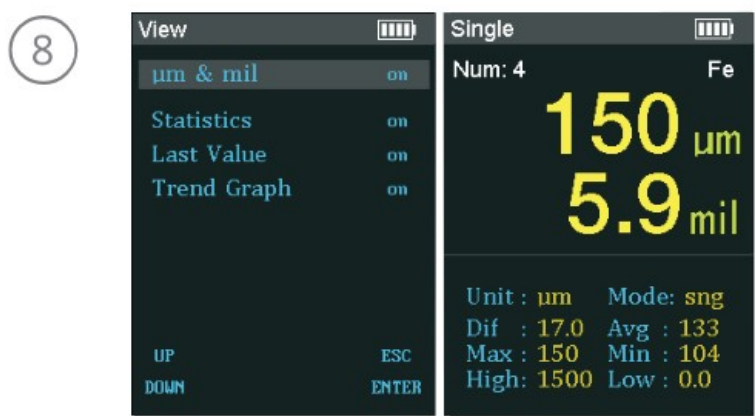 8
View
µm & mil on
Statistics on
Last Value on
Trend Graph on
UP ESC
DOWN ENTER
Single
Num: 4 Fe
150 µm
5.9 mil
Unit : µm Mode: sng
Dif : 17.0 Avg : 133
Max : 150 Min : 104
High: 1500 Low : 0.0